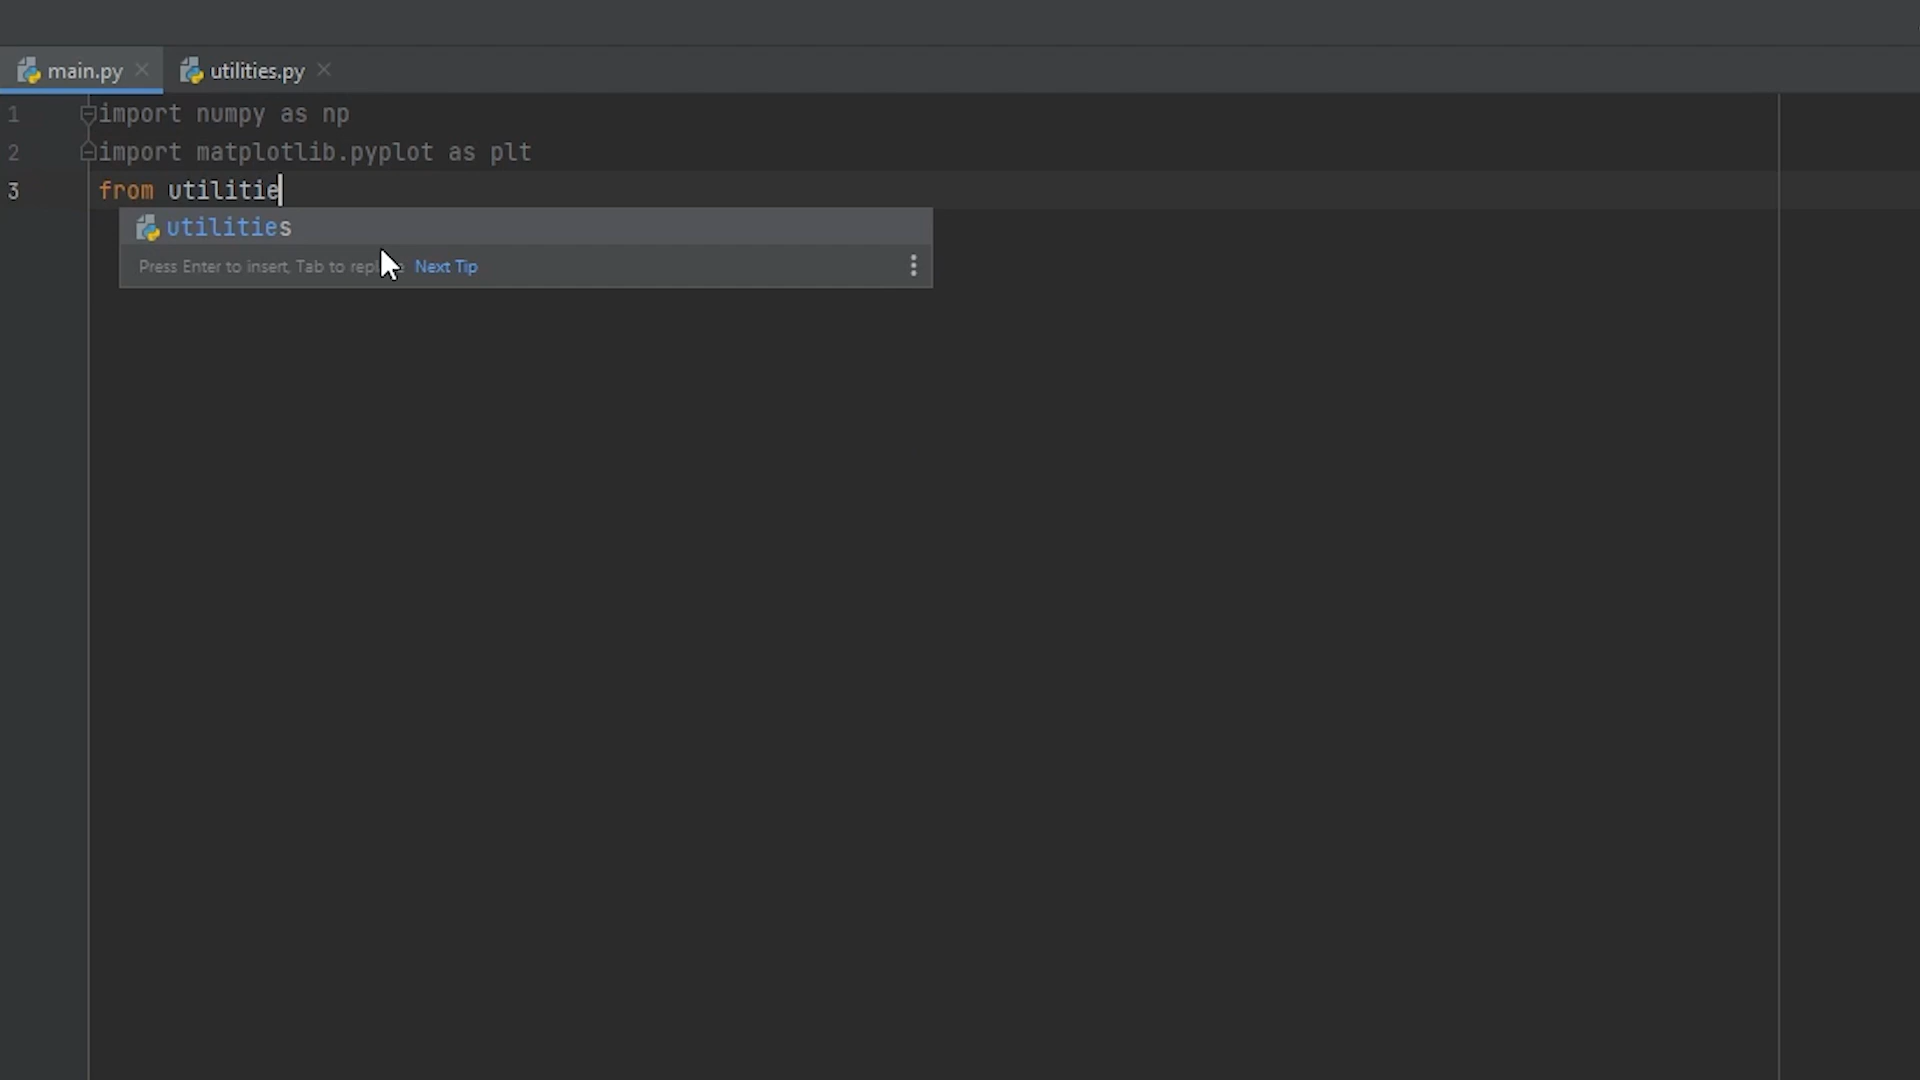 main.py utilities.py
1 import numpy as np
2 import matplotlib.pyplot as plt
3 from utilitie
utilities
Press Enter to insert, Tab to repl Next Tip